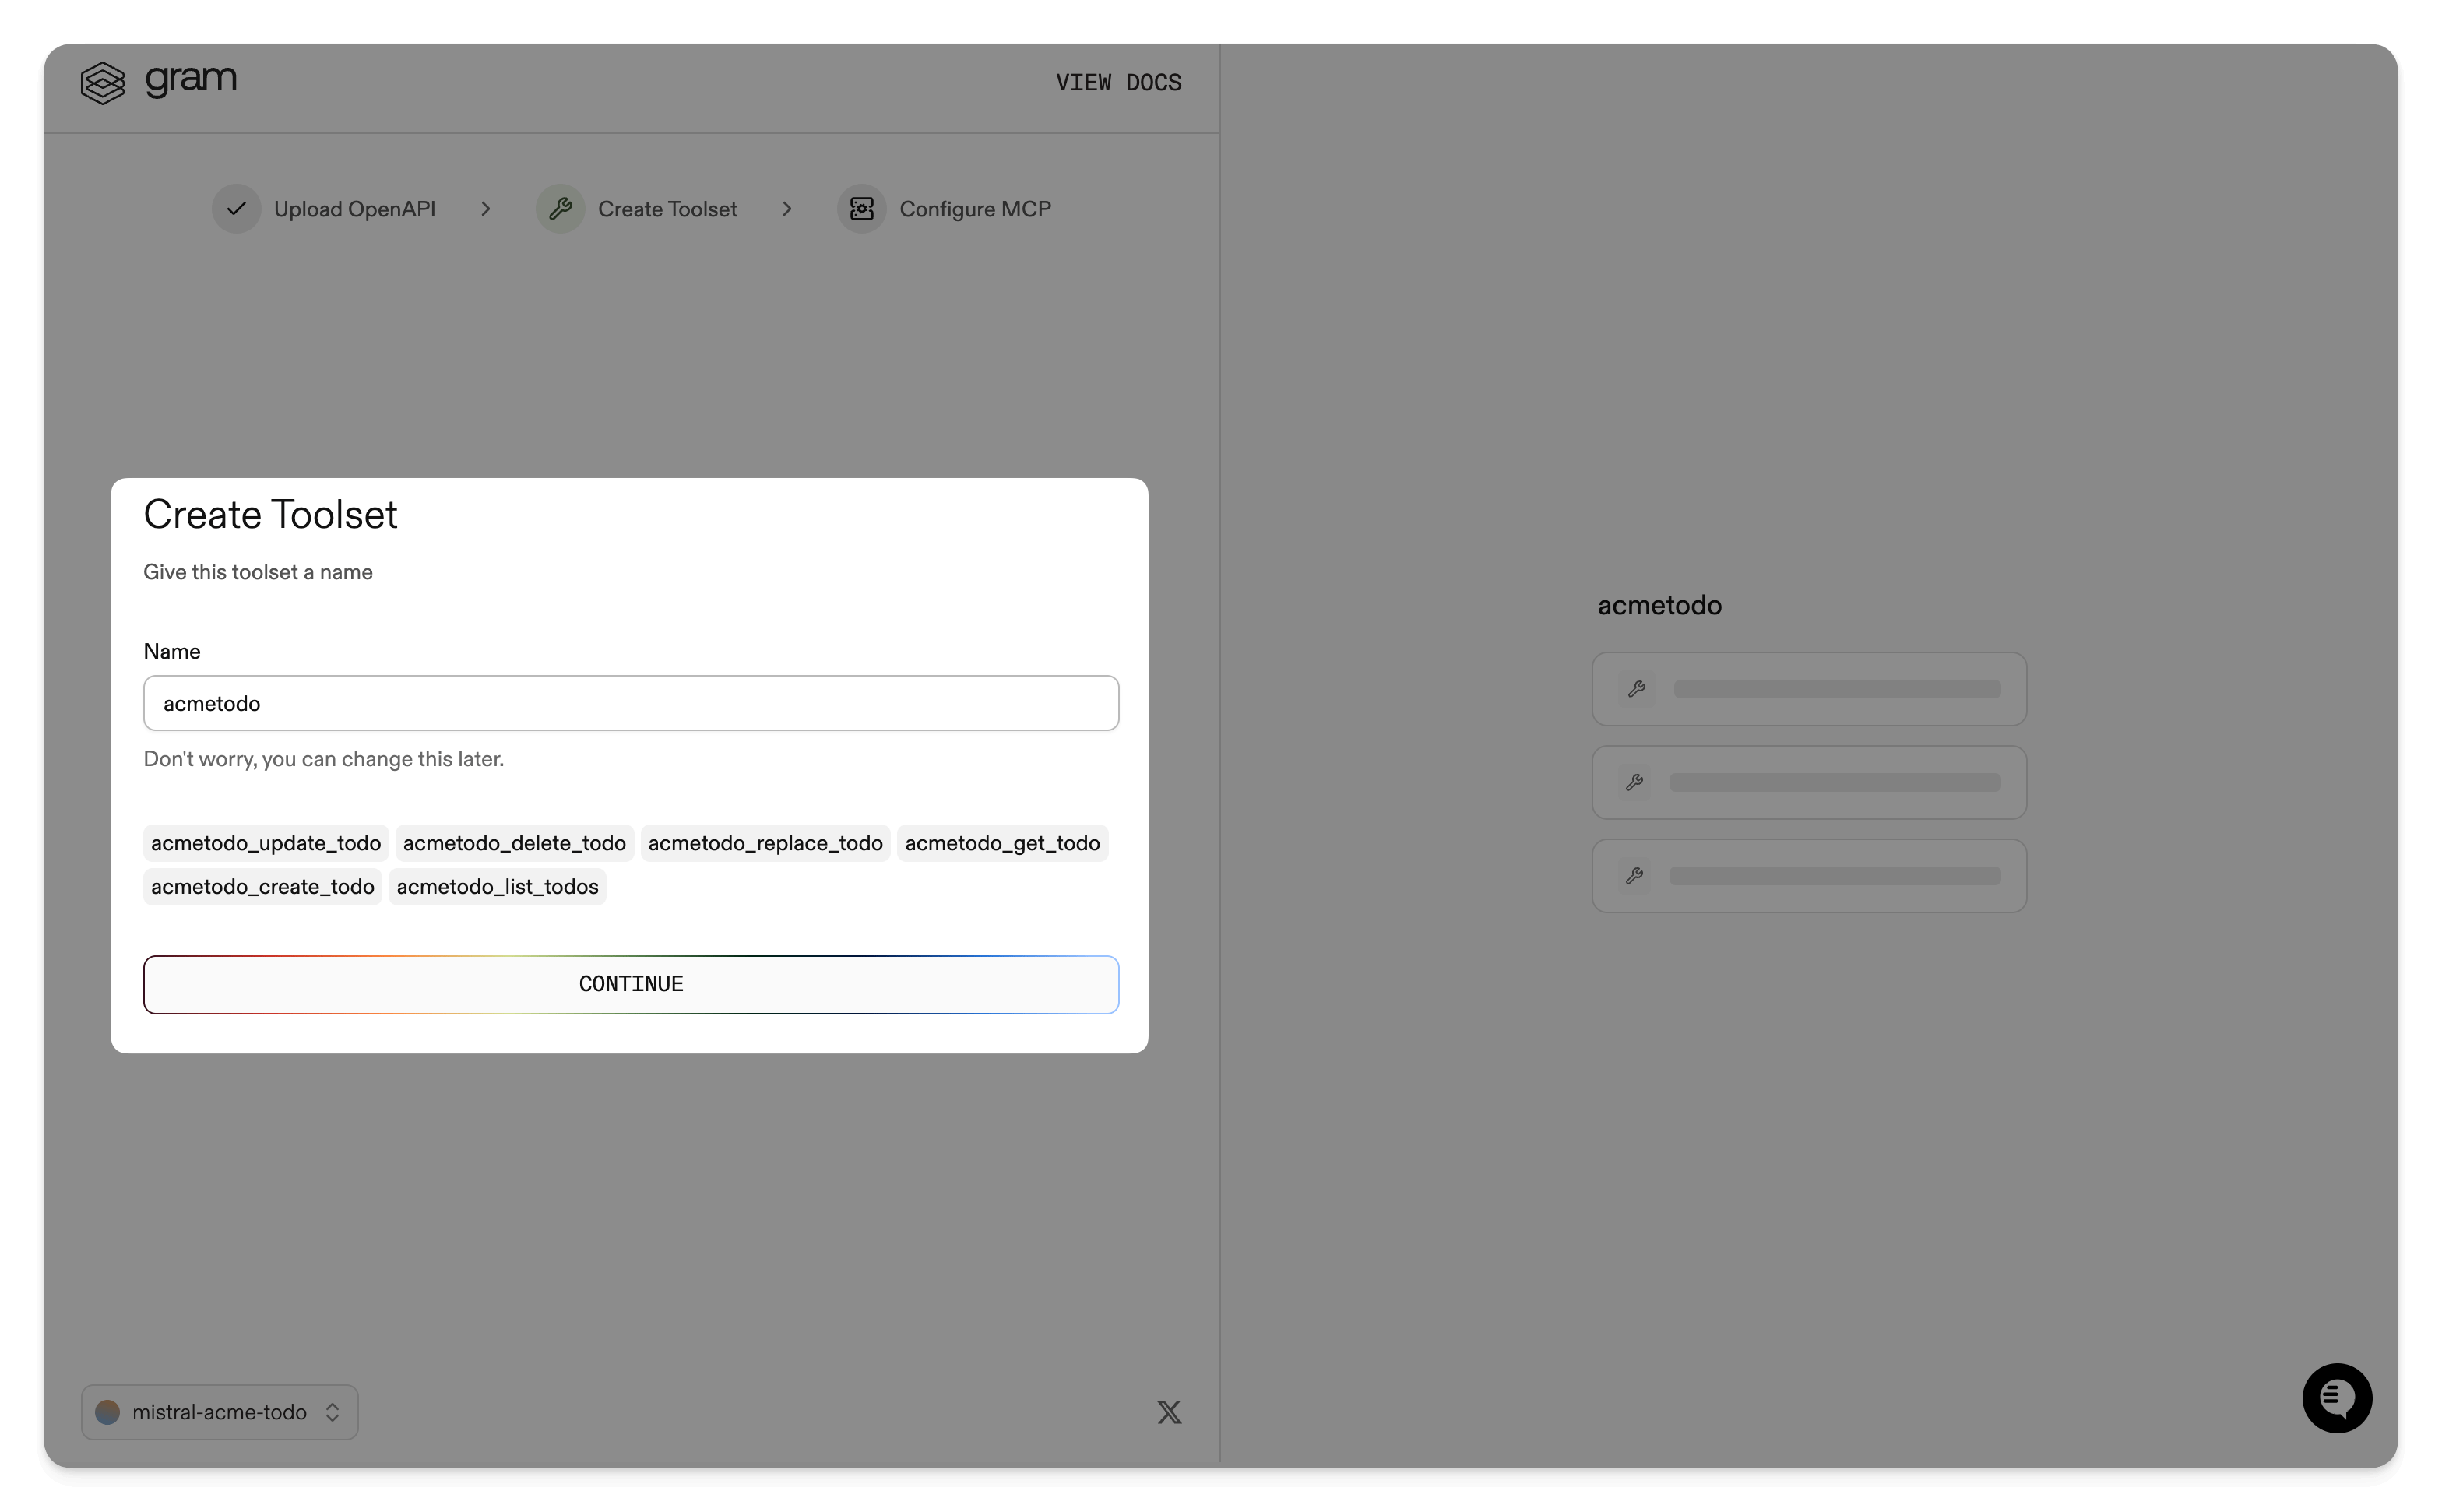 gram
VIEW DOCS
Upload OpenAPI
Create Toolset
Configure MCP
Create Toolset
Give this toolset a name
Name
acmetodo
Don't worry, you can change this later.
acmetodo_update_todo acmetodo_delete_todo acmetodo_replace_todo acmetodo_get_todo
acmetodo_create_todo acmetodo_list_todos
CONTINUE
acmetodo
mistral-acme-todo